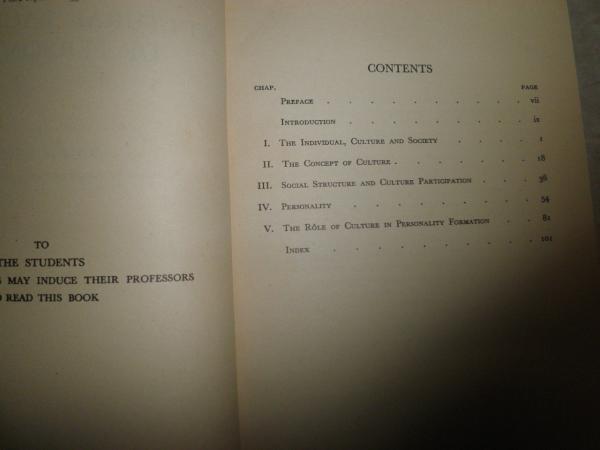 TO
THE STUDENTS
MAY INDUCE THEIR PROFESSORS
READ THIS BOOK
CONTENTS
CHAP. PAGE
PREFACE . . . . . . . . . vii
INTRODUCTION . . . . . . . . ix
I. THE INDIVIDUAL, CULTURE AND SOCIETY . . . . 1
II. THE CONCEPT OF CULTURE . . . . . . 18
III. SOCIAL STRUCTURE AND CULTURE PARTICIPATION . . . 36
IV. PERSONALITY . . . . . . . . 54
V. THE RÔLE OF CULTURE IN PERSONALITY FORMATION . . 82
INDEX . . . . . . . . . 101